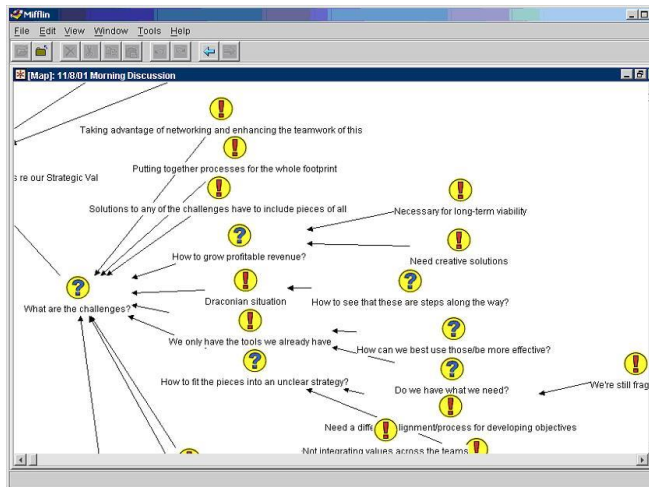 Mifflin
File Edit View Window Tools Help
[Map]: 11/8/01 Morning Discussion
Taking advantage of networking and enhancing the teamwork of this
Putting together processes for the whole footprint
s re our Strategic Val
Solutions to any of the challenges have to include pieces of all
Necessary for long-term viability
How to grow profitable revenue?
Need creative solutions
Draconian situation
How to see that these are steps along the way?
What are the challenges?
We only have the tools we already have
How can we best use those/be more effective?
How to fit the pieces into an unclear strategy?
Do we have what we need?
We're still frag
Need a diffe lignment/process for developing objectives
Not integrating values across the teams